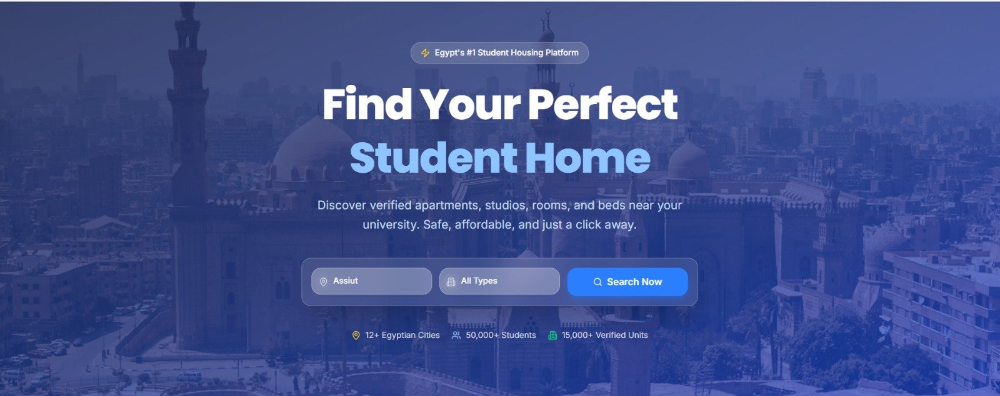 Egypt's #1 Student Housing Platform
Find Your Perfect
Student Home
Discover verified apartments, studios, rooms, and beds near your
university. Safe, affordable, and just a click away.
Assiut
All Types
Search Now
12+ Egyptian Cities
50,000+ Students
15,000+ Verified Units